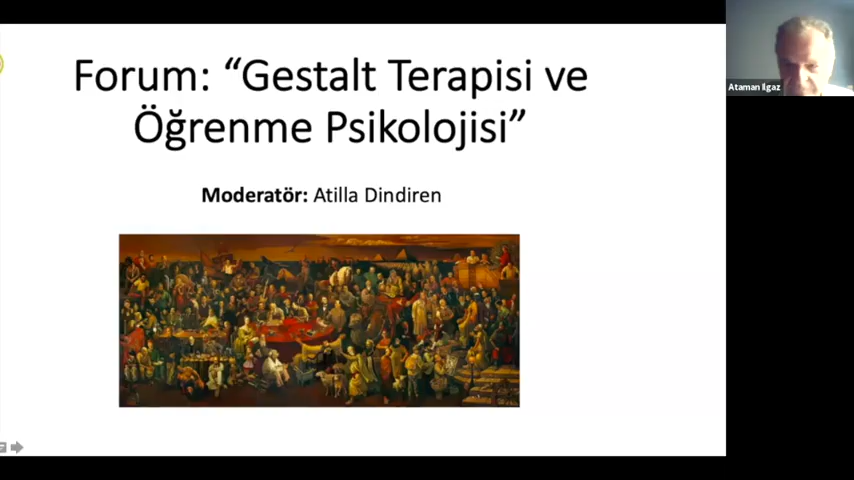 Forum: “Gestalt Terapisi ve
Öğrenme Psikolojisi”
Moderatör: Atilla Dindiren
Ataman Ilgaz